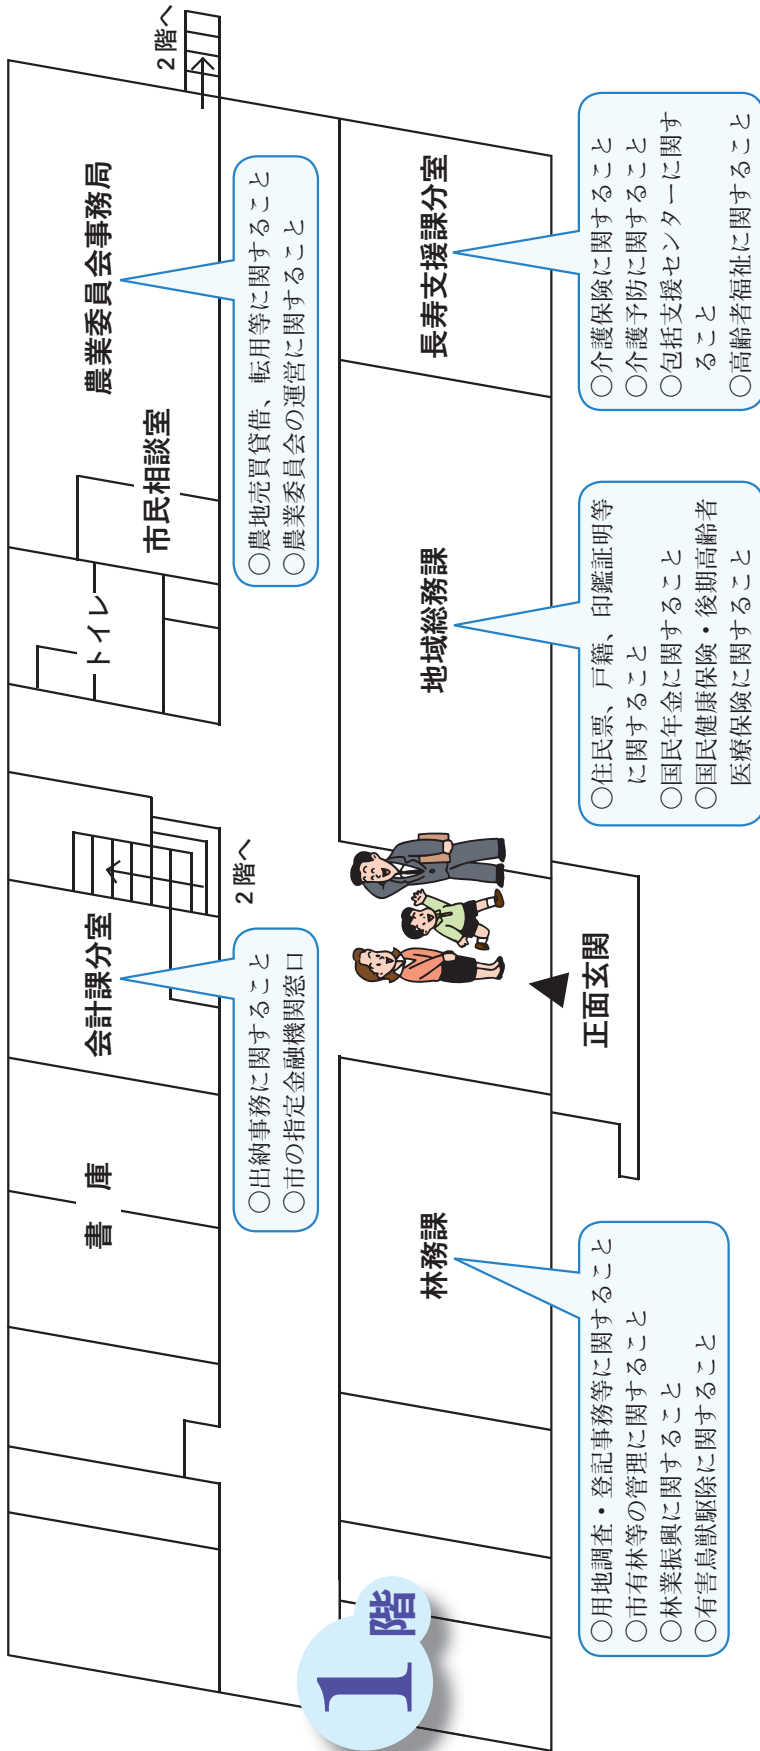 1階
書　庫
会計課分室
○出納事務に関すること
○市の指定金融機関窓口
2階へ
トイレ
市民相談室
農業委員会事務局
○農地売買貸借、転用等に関すること
○農業委員会の運営に関すること
2階へ
林務課
○用地調査・登記事務等に関すること
○市有林等の管理に関すること
○林業振興に関すること
○有害鳥獣駆除に関すること
正面玄関
地域総務課
○住民票、戸籍、印鑑証明等
に関すること
○国民年金に関すること
○国民健康保険・後期高齢者
医療保険に関すること
長寿支援課分室
○介護保険に関すること
○介護予防に関すること
○包括支援センターに関す
ること
○高齢者福祉に関すること